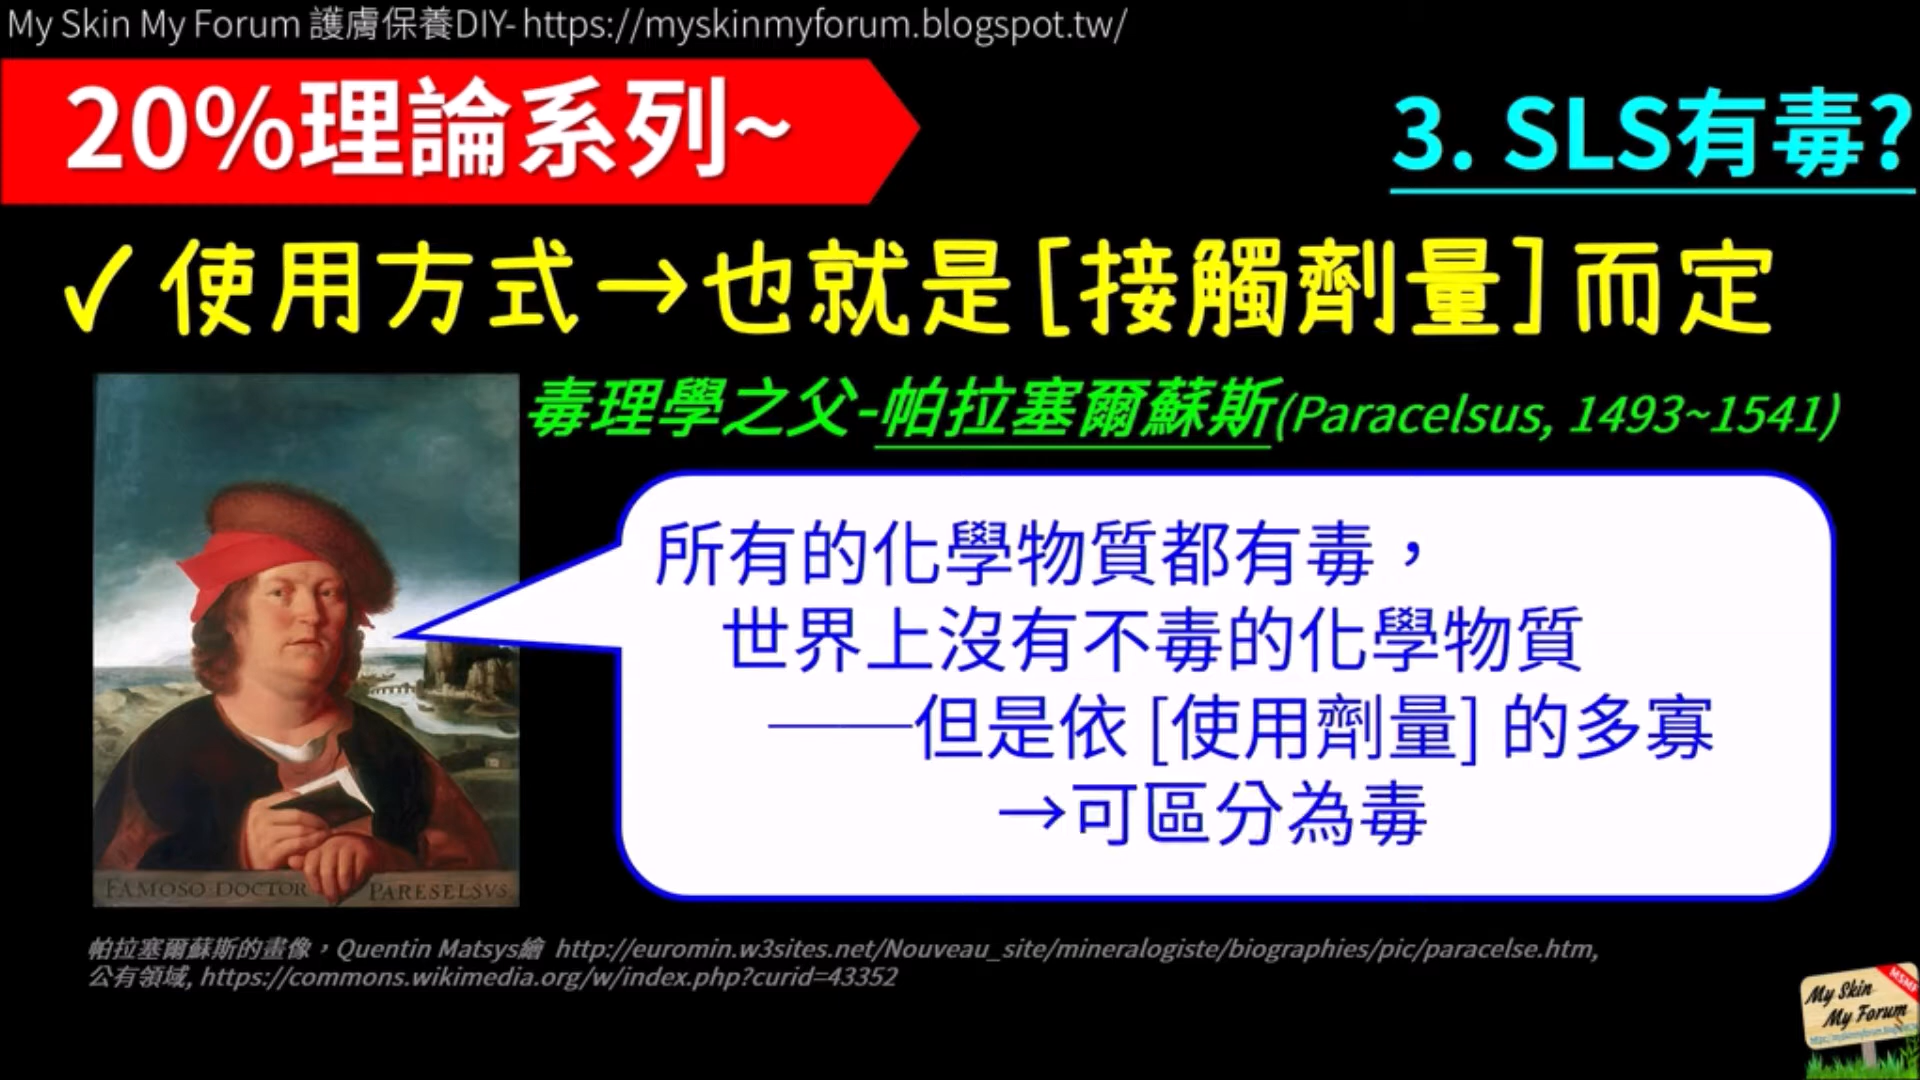 My Skin My Forum 護膚保養DIY- https://myskinmyforum.blogspot.tw/
20%理論系列~
3. SLS有毒?
✓使用方式→也就是[接觸劑量]而定
毒理學之父-帕拉塞爾蘇斯(Paracelsus, 1493~1541)
所有的化學物質都有毒，
世界上沒有不毒的化學物質
──但是依 [使用劑量] 的多寡
→可區分為毒
FAMOSO DOCTOR PARESELSVS
帕拉塞爾蘇斯的畫像，Quentin Matsys繪 http://euromin.w3sites.net/Nouveau_site/mineralogiste/biographies/pic/paracelse.htm,
公有領域, https://commons.wikimedia.org/w/index.php?curid=43352
MSMF
My Skin
My Forum